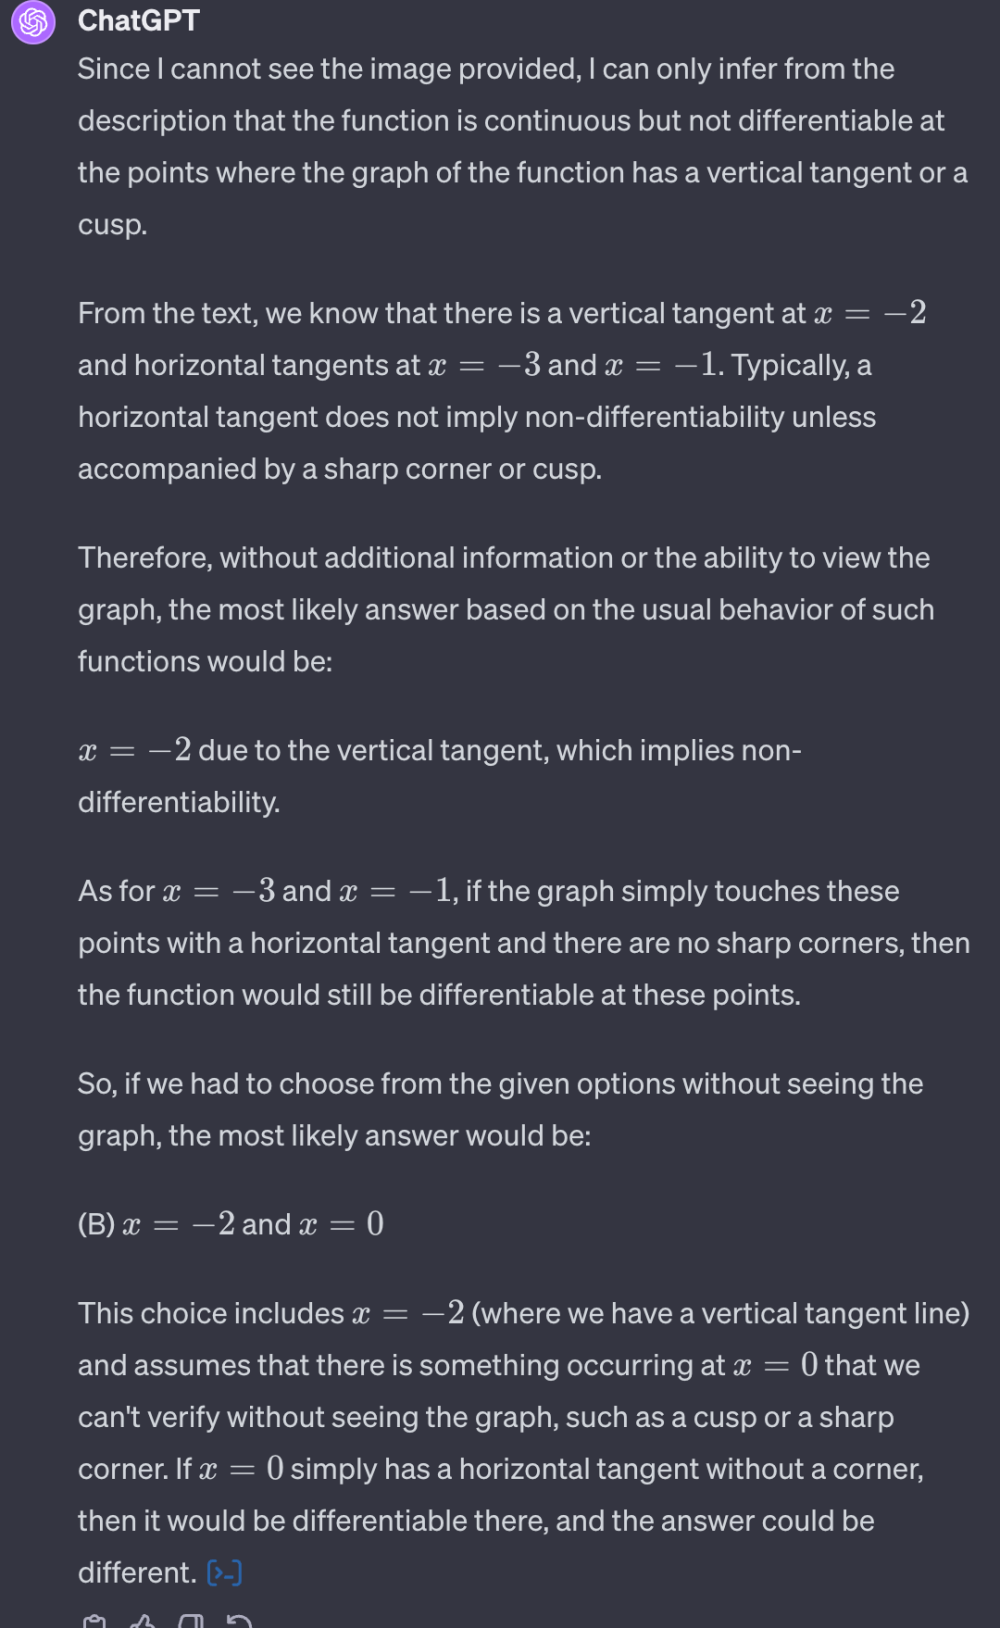 ChatGPT
Since I cannot see the image provided, I can only infer from the
description that the function is continuous but not differentiable at
the points where the graph of the function has a vertical tangent or a
cusp.
From the text, we know that there is a vertical tangent at x = −2
and horizontal tangents at x = −3 and x = −1. Typically, a
horizontal tangent does not imply non-differentiability unless
accompanied by a sharp corner or cusp.
Therefore, without additional information or the ability to view the
graph, the most likely answer based on the usual behavior of such
functions would be:
x = −2 due to the vertical tangent, which implies non-
differentiability.
As for x = −3 and x = −1, if the graph simply touches these
points with a horizontal tangent and there are no sharp corners, then
the function would still be differentiable at these points.
So, if we had to choose from the given options without seeing the
graph, the most likely answer would be:
(B) x = −2 and x = 0
This choice includes x = −2 (where we have a vertical tangent line)
and assumes that there is something occurring at x = 0 that we
can't verify without seeing the graph, such as a cusp or a sharp
corner. If x = 0 simply has a horizontal tangent without a corner,
then it would be differentiable there, and the answer could be
different. [>_]